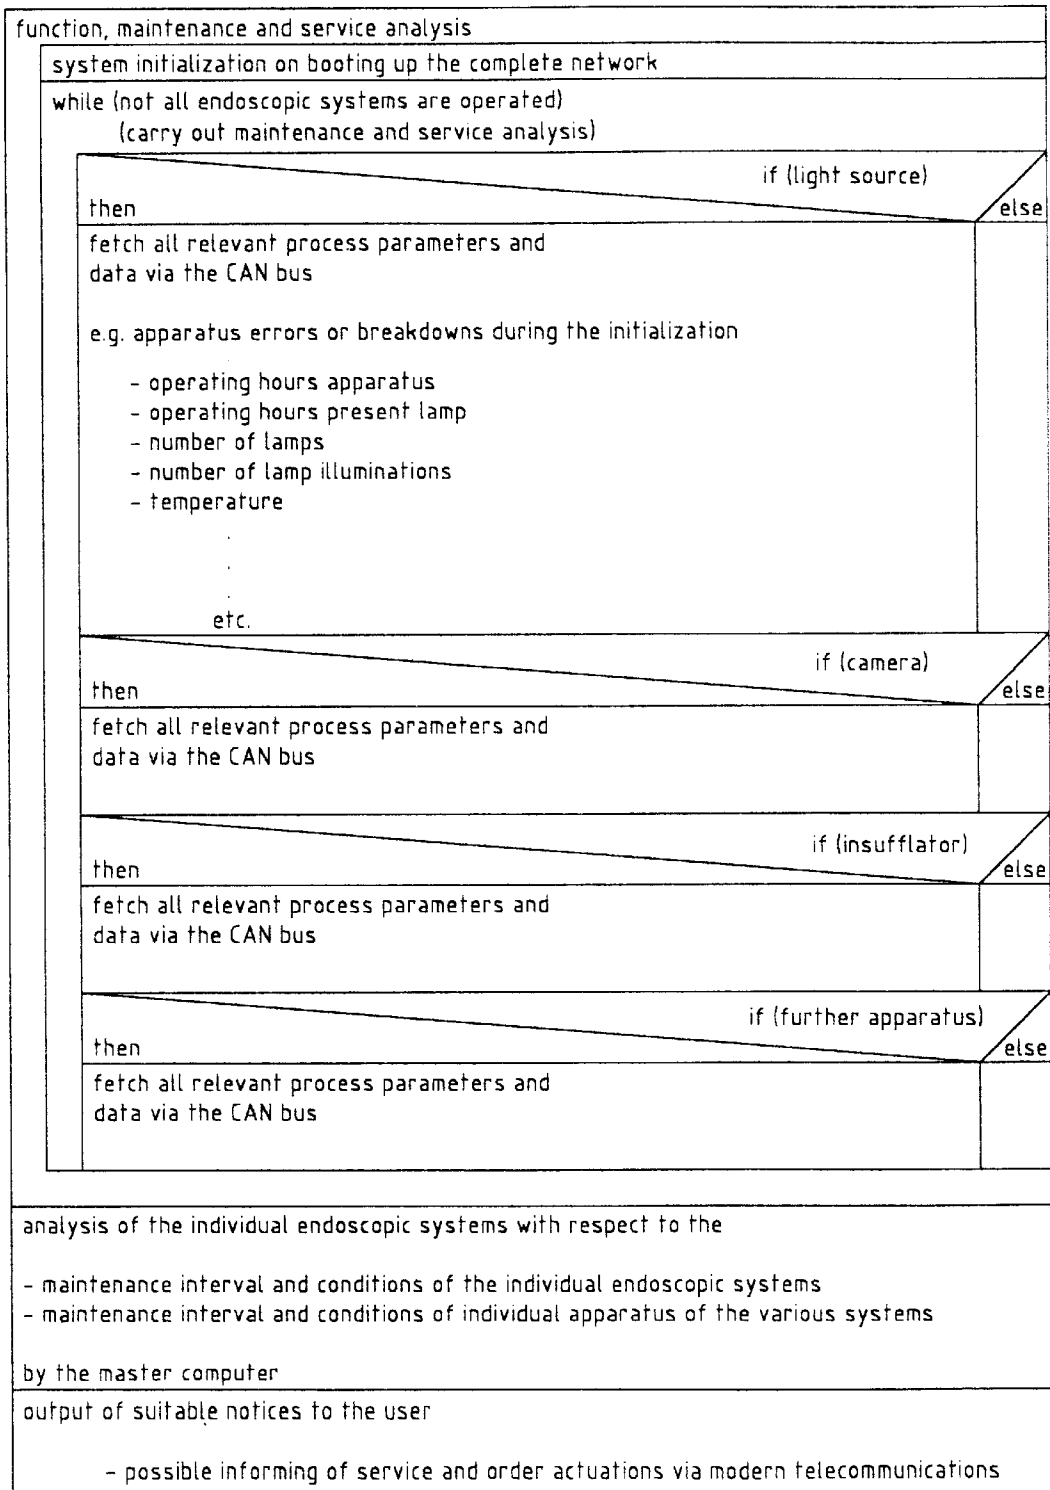 function, maintenance and service analysis
system initialization on booting up the complete network
while (not all endoscopic systems are operated)
(carry out maintenance and service analysis)
if (light source)
then
else
fetch all relevant process parameters and
data via the CAN bus
e.g. apparatus errors or breakdowns during the initialization
- operating hours apparatus
- operating hours present lamp
- number of lamps
- number of lamp illuminations
- temperature
.
.
.
etc.
if (camera)
then
else
fetch all relevant process parameters and
data via the CAN bus
if (insufflator)
then
else
fetch all relevant process parameters and
data via the CAN bus
if (further apparatus)
then
else
fetch all relevant process parameters and
data via the CAN bus
analysis of the individual endoscopic systems with respect to the
- maintenance interval and conditions of the individual endoscopic systems
- maintenance interval and conditions of individual apparatus of the various systems
by the master computer
output of suitable notices to the user
- possible informing of service and order actuations via modern telecommunications